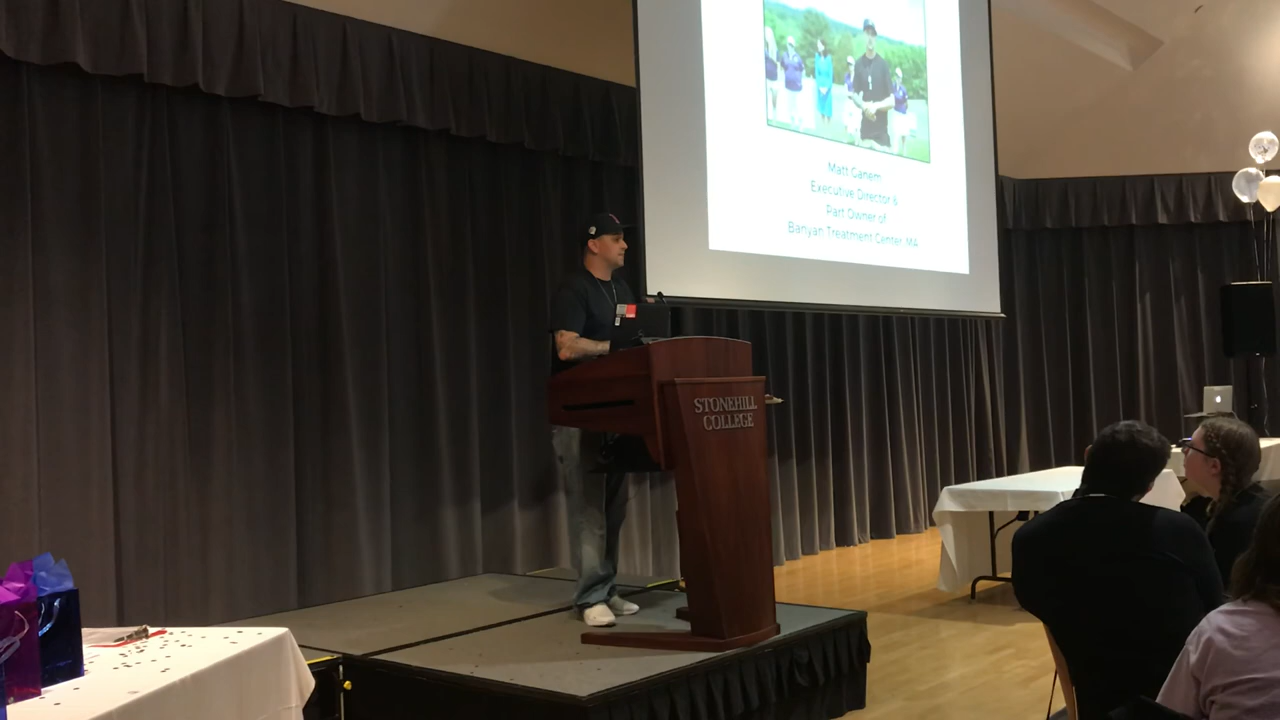 Matt Ganem
Executive Director &
Part Owner of
Banyan Treatment Center, MA
STONEHILL
COLLEGE